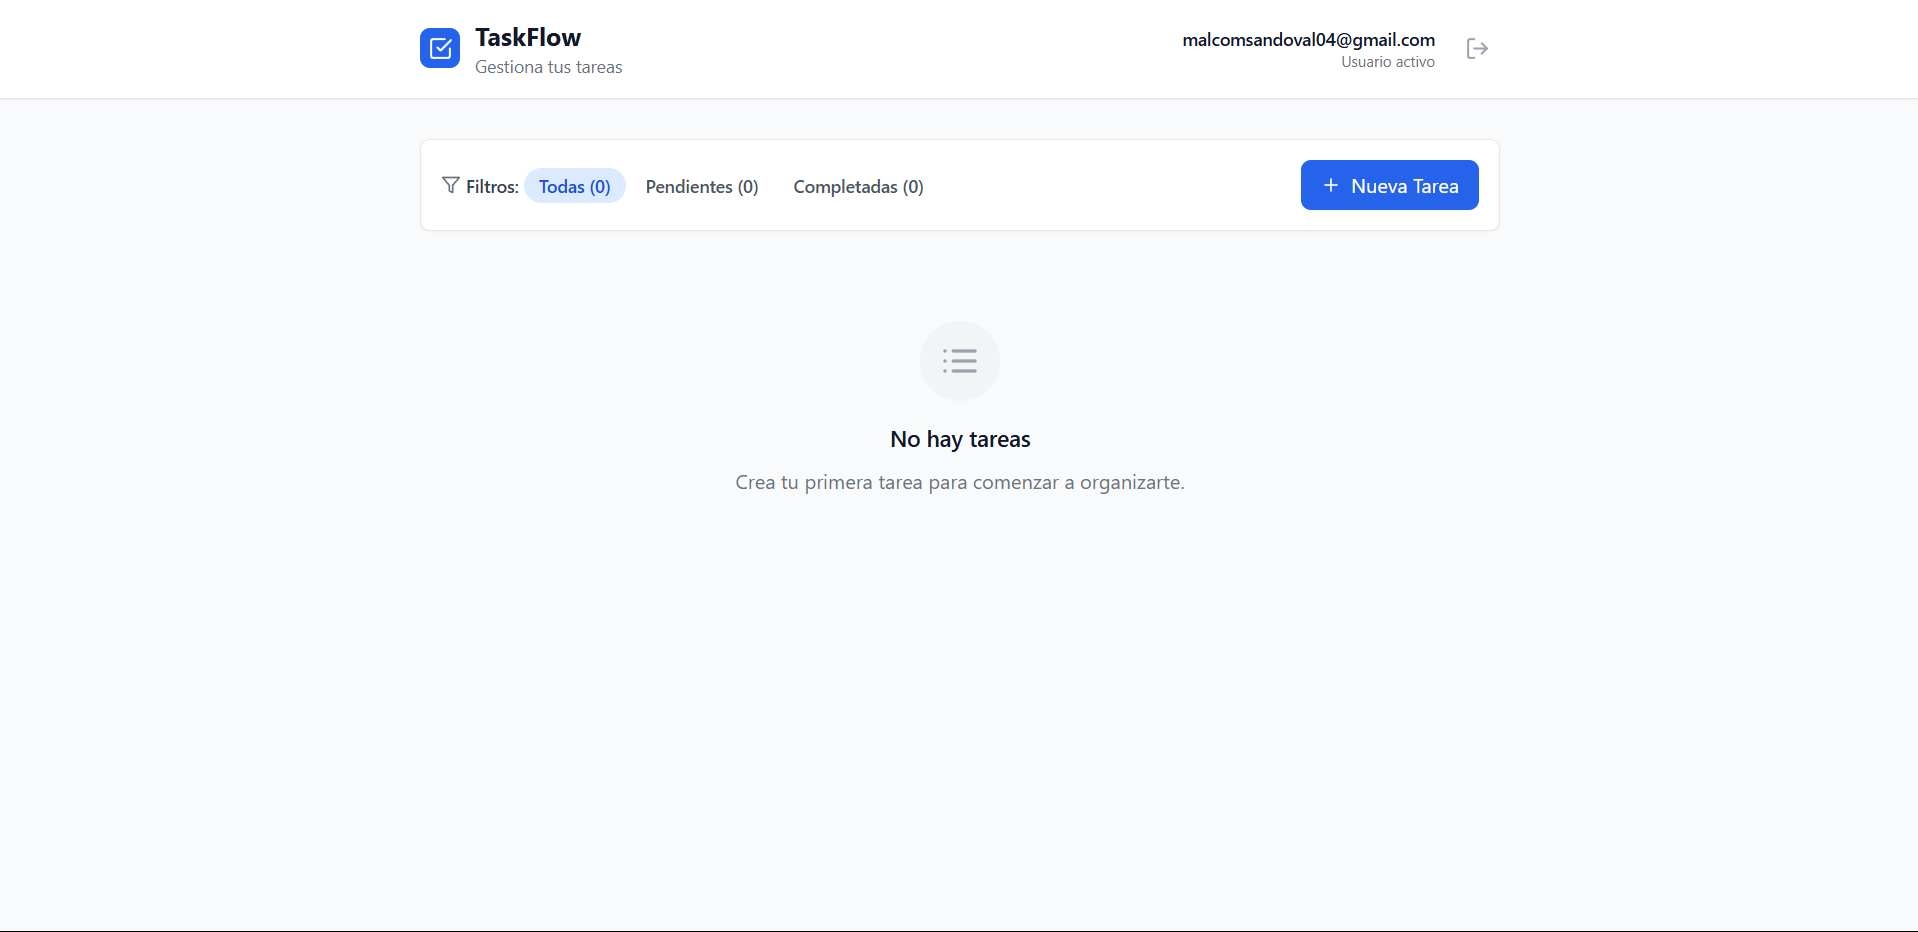 TaskFlow
Gestiona tus tareas
malcomsandoval04@gmail.com
Usuario activo
Filtros: Todas (0) Pendientes (0) Completadas (0)
Nueva Tarea
No hay tareas
Crea tu primera tarea para comenzar a organizarte.